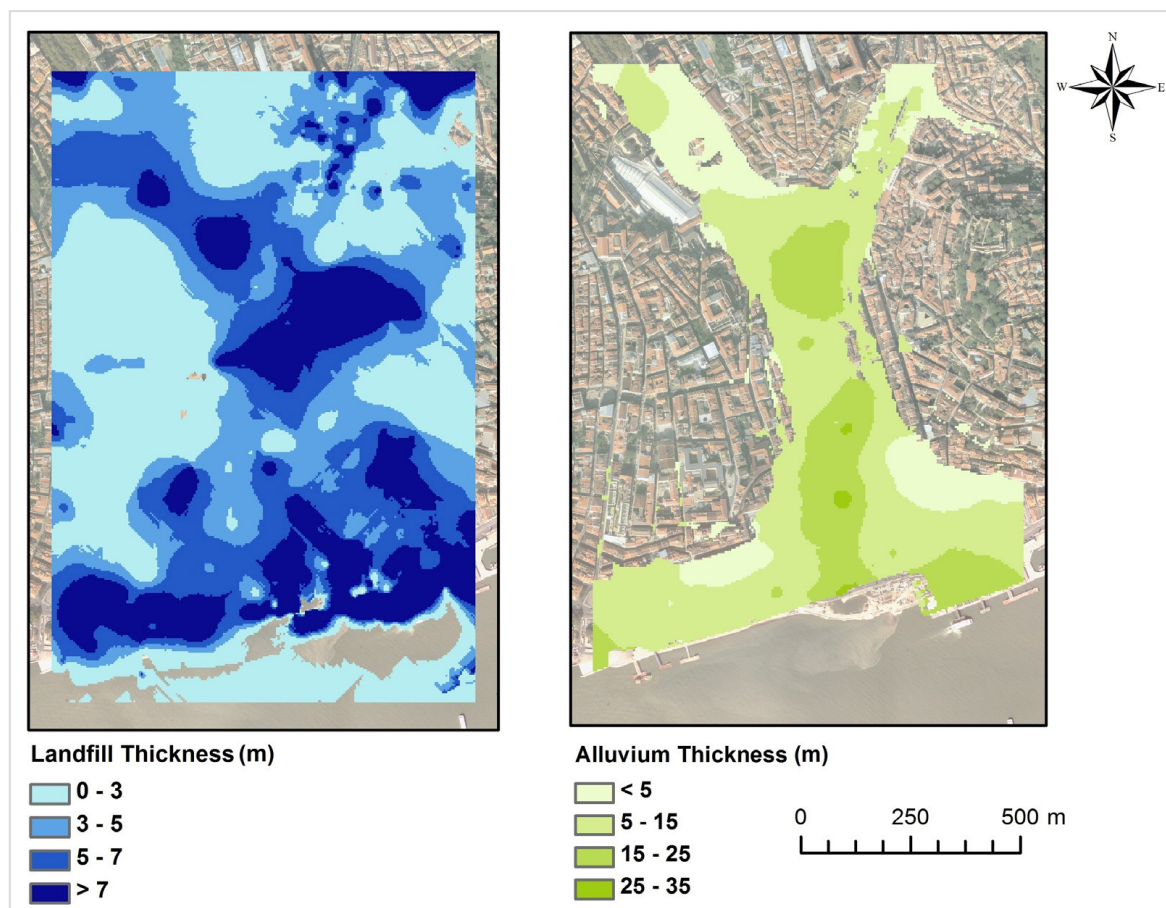 N
W E
S
Landfill Thickness (m)
0 - 3
3 - 5
5 - 7
> 7
Alluvium Thickness (m)
< 5
5 - 15
15 - 25
25 - 35
0 250 500 m